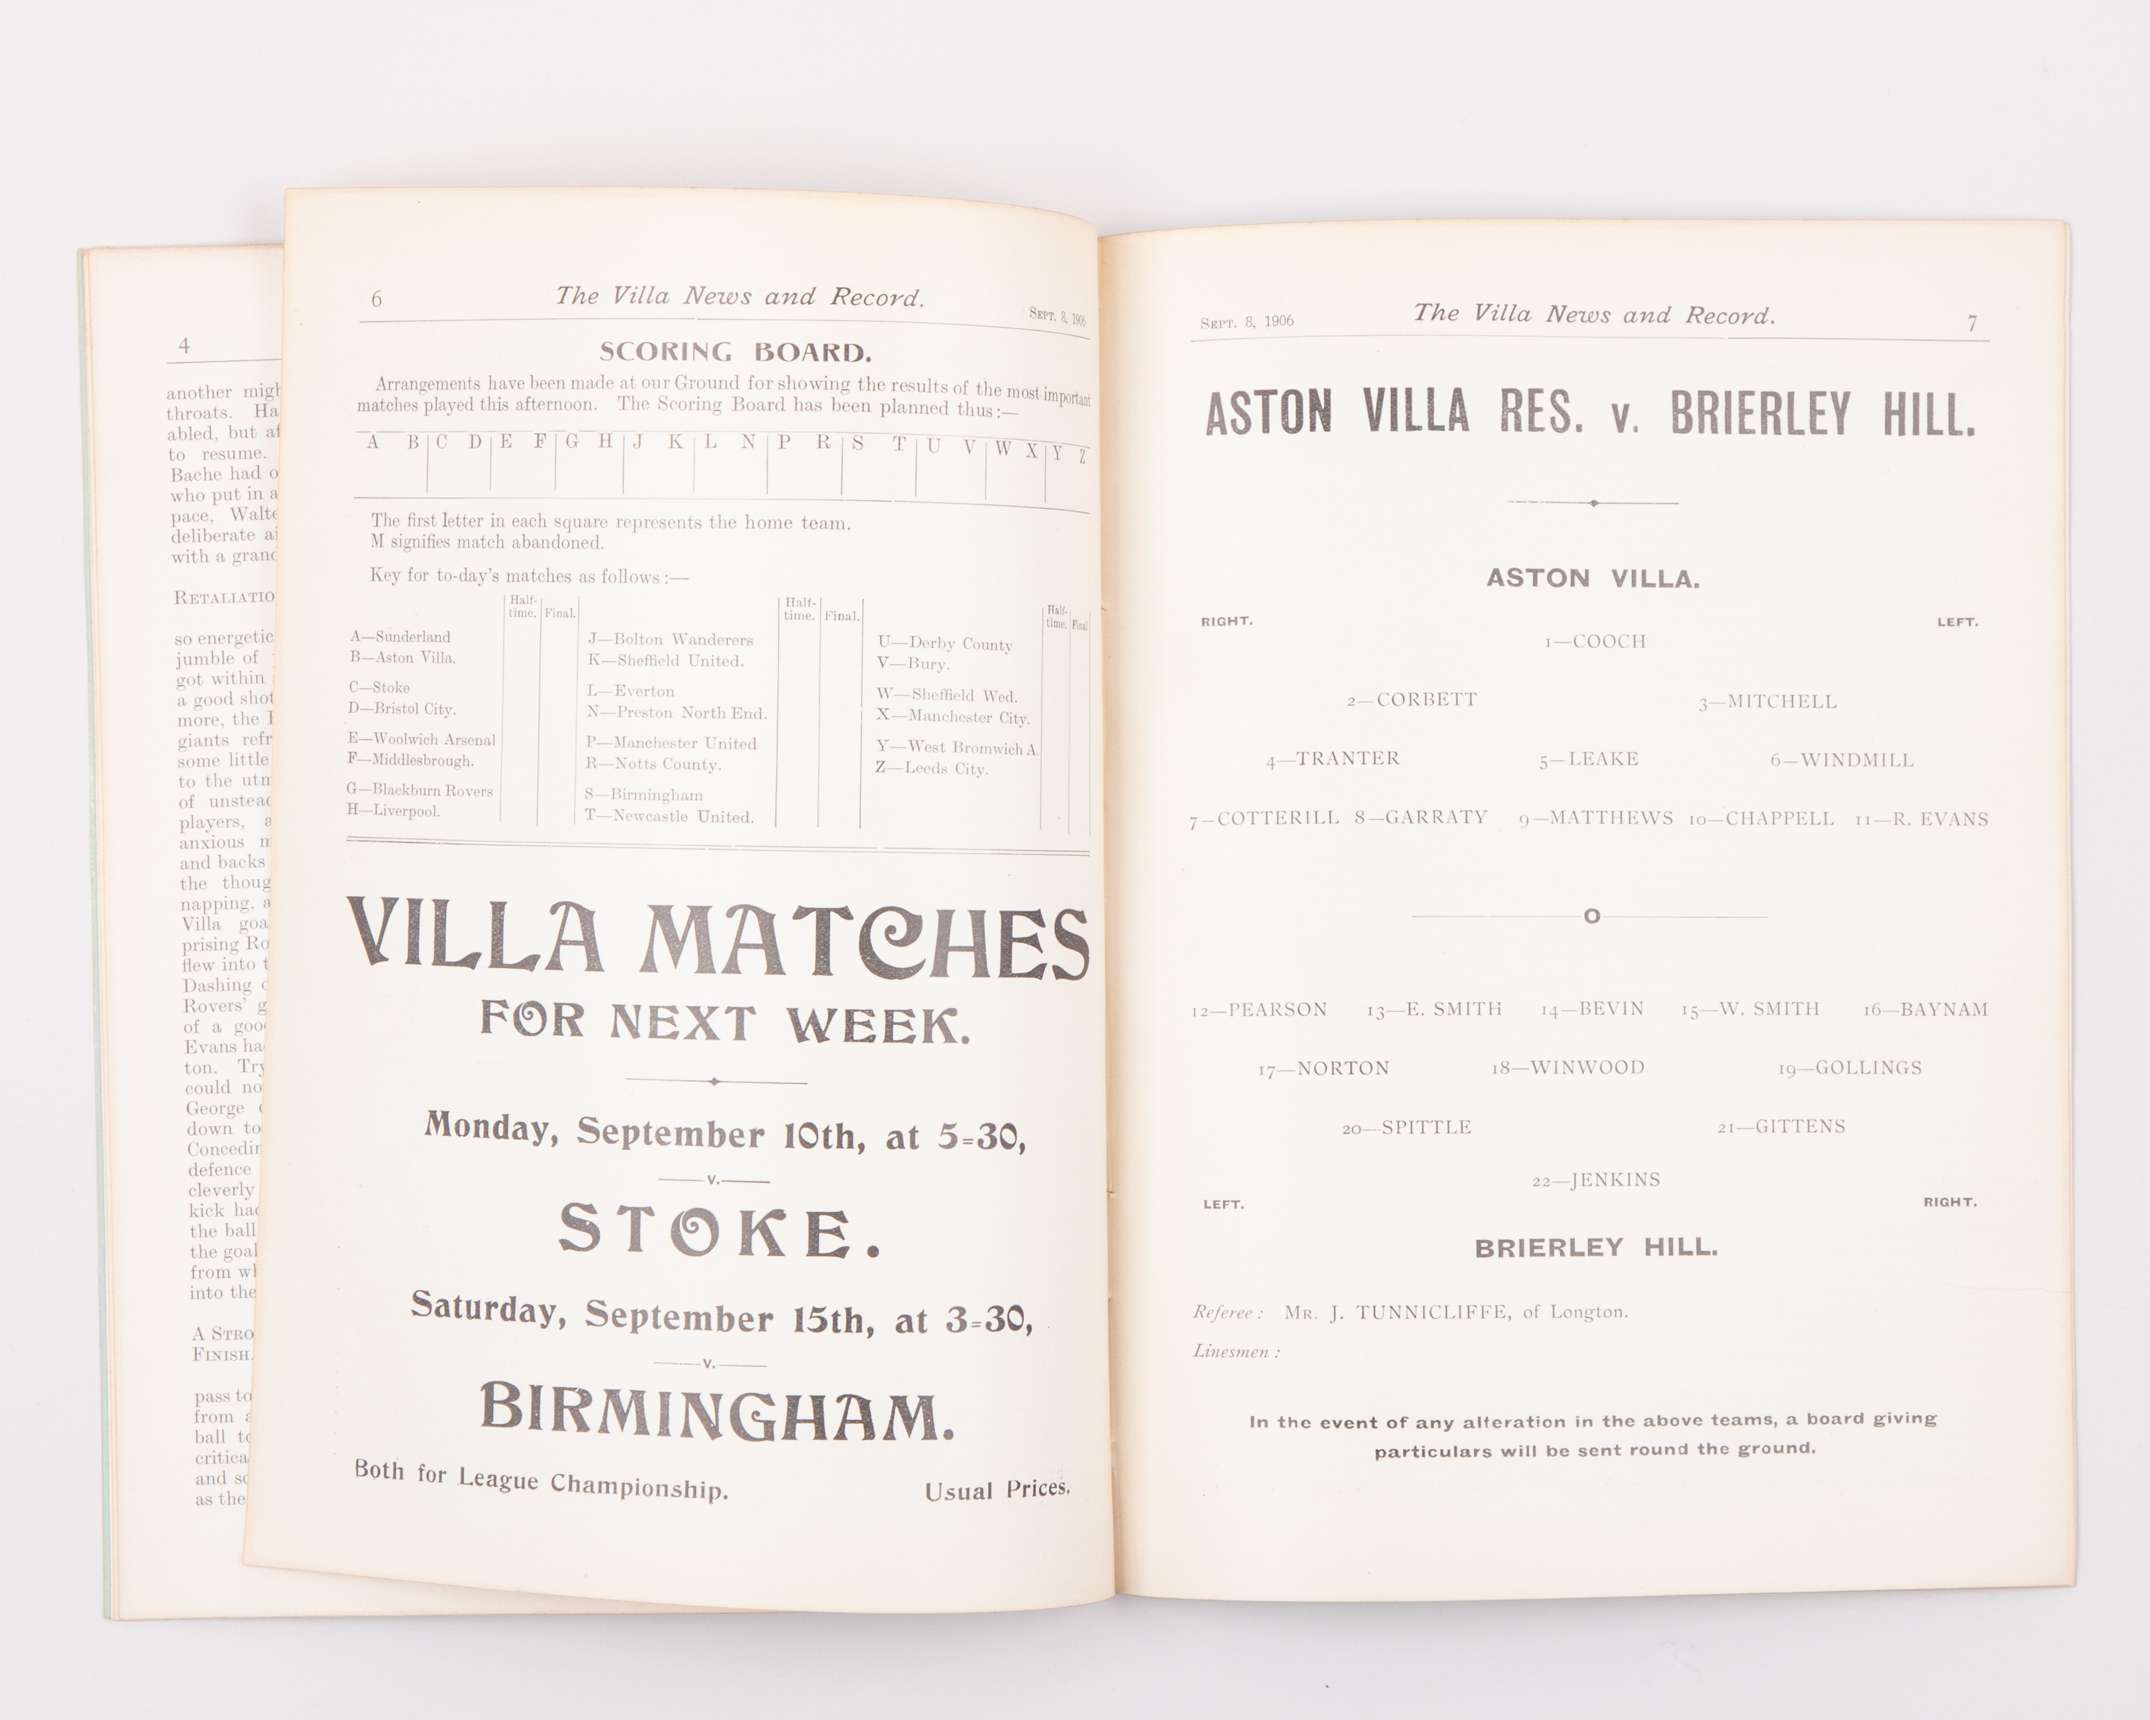 4
another
throats. Ha
abled, but af
to resume.
Bache had o
who put in a
pace, Walte
deliberate ai
with a grand
RETALIATIO
so energetic
jumble of
got within
a good shot
more, the
giants refr
some little
to the utm
of unstead
players, a
anxious m
and backs
the thoug
napping, a
Villa goa
prising Ro
flew into t
Dashing
Rovers' g
of a good
Evans ha
ton. Try
could no
George
down to
Concedin
defence
cleverly
kick had
the ball
the goal
from wh
into the
A STRO
FINISH.
pass to
from a
ball to
critica
and so
as the
6 The Villa News and Record. SEPT. 8, 1906
SCORING BOARD.
Arrangements have been made at our Ground for showing the results of the most important
matches played this afternoon. The Scoring Board has been planned thus:—
A B C D E F G H J K L N P R S T U V W X Y Z
The first letter in each square represents the home team.
M signifies match abandoned.
Key for to-day's matches as follows:—
Half-time. Final.
A—Sunderland
B—Aston Villa.
C—Stoke
D—Bristol City.
E—Woolwich Arsenal
F—Middlesbrough.
G—Blackburn Rovers
H—Liverpool.
Half-time. Final.
J—Bolton Wanderers
K—Sheffield United.
L—Everton
N—Preston North End.
P—Manchester United
R—Notts County.
S—Birmingham
T—Newcastle United.
Half-time. Final
U—Derby County
V—Bury.
W—Sheffield Wed.
X—Manchester City.
Y—West Bromwich A.
Z—Leeds City.
VILLA MATCHES
FOR NEXT WEEK.
Monday, September 10th, at 5=30,
v.
STOKE.
Saturday, September 15th, at 3=30,
v.
BIRMINGHAM.
Both for League Championship. Usual Prices.
SEPT. 8, 1906 The Villa News and Record. 7
ASTON VILLA RES. v. BRIERLEY HILL.
ASTON VILLA.
RIGHT. LEFT.
1—COOCH
2—CORBETT 3—MITCHELL
4—TRANTER 5—LEAKE 6—WINDMILL
7—COTTERILL 8—GARRATY 9—MATTHEWS 10—CHAPPELL 11—R. EVANS
O
12—PEARSON 13—E. SMITH 14—BEVIN 15—W. SMITH 16—BAYNAM
17—NORTON 18—WINWOOD 19—GOLLINGS
20—SPITTLE 21—GITTENS
22—JENKINS
LEFT. RIGHT.
BRIERLEY HILL.
Referee: MR. J. TUNNICLIFFE, of Longton.
Linesmen:
In the event of any alteration in the above teams, a board giving
particulars will be sent round the ground.